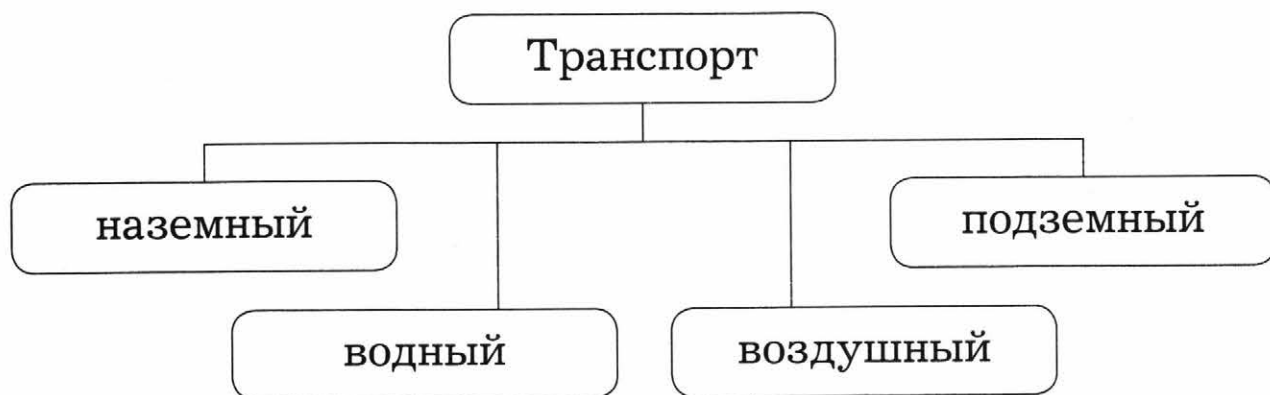 Транспорт
наземный
подземный
водный
воздушный